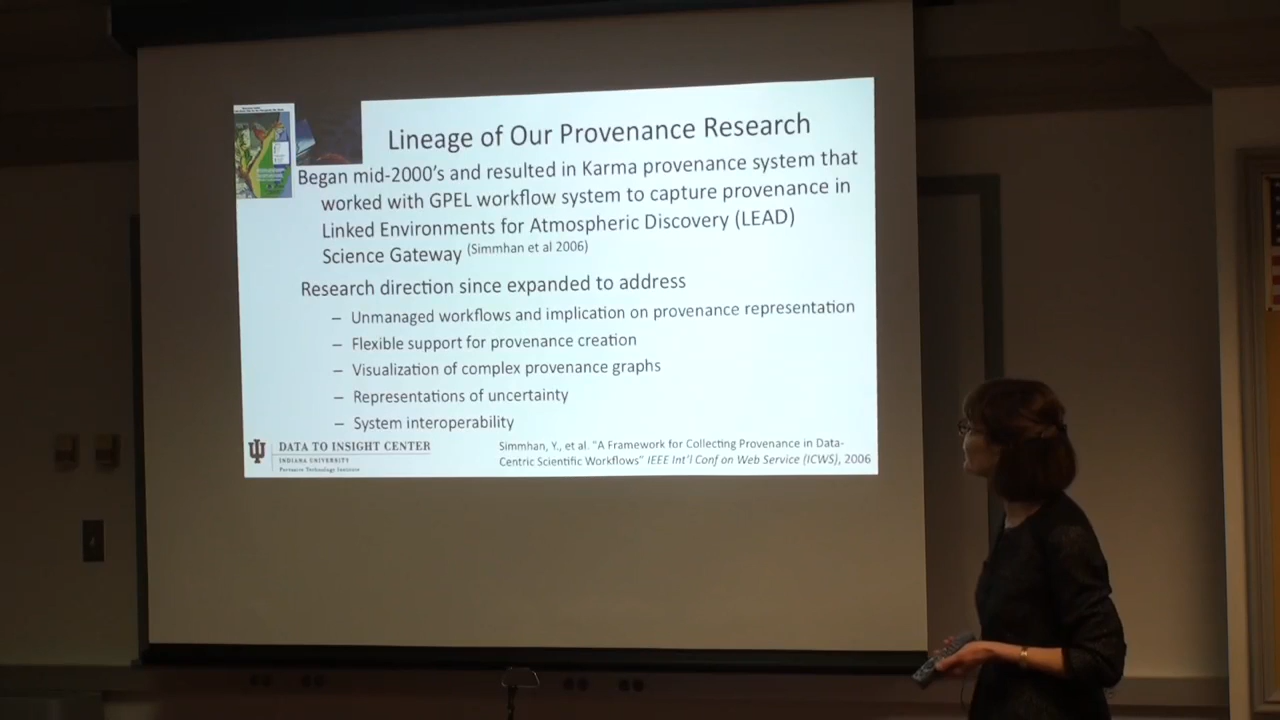 Lineage of Our Provenance Research
Began mid-2000's and resulted in Karma provenance system that
worked with GPEL workflow system to capture provenance in
Linked Environments for Atmospheric Discovery (LEAD)
Science Gateway (Simmhan et al 2006)
Research direction since expanded to address
– Unmanaged workflows and implication on provenance representation
– Flexible support for provenance creation
– Visualization of complex provenance graphs
– Representations of uncertainty
– System interoperability
DATA TO INSIGHT CENTER
INDIANA UNIVERSITY
Pervasive Technology Institute
Simmhan, Y., et al. "A Framework for Collecting Provenance in Data-
Centric Scientific Workflows" IEEE Int'l Conf on Web Service (ICWS), 2006